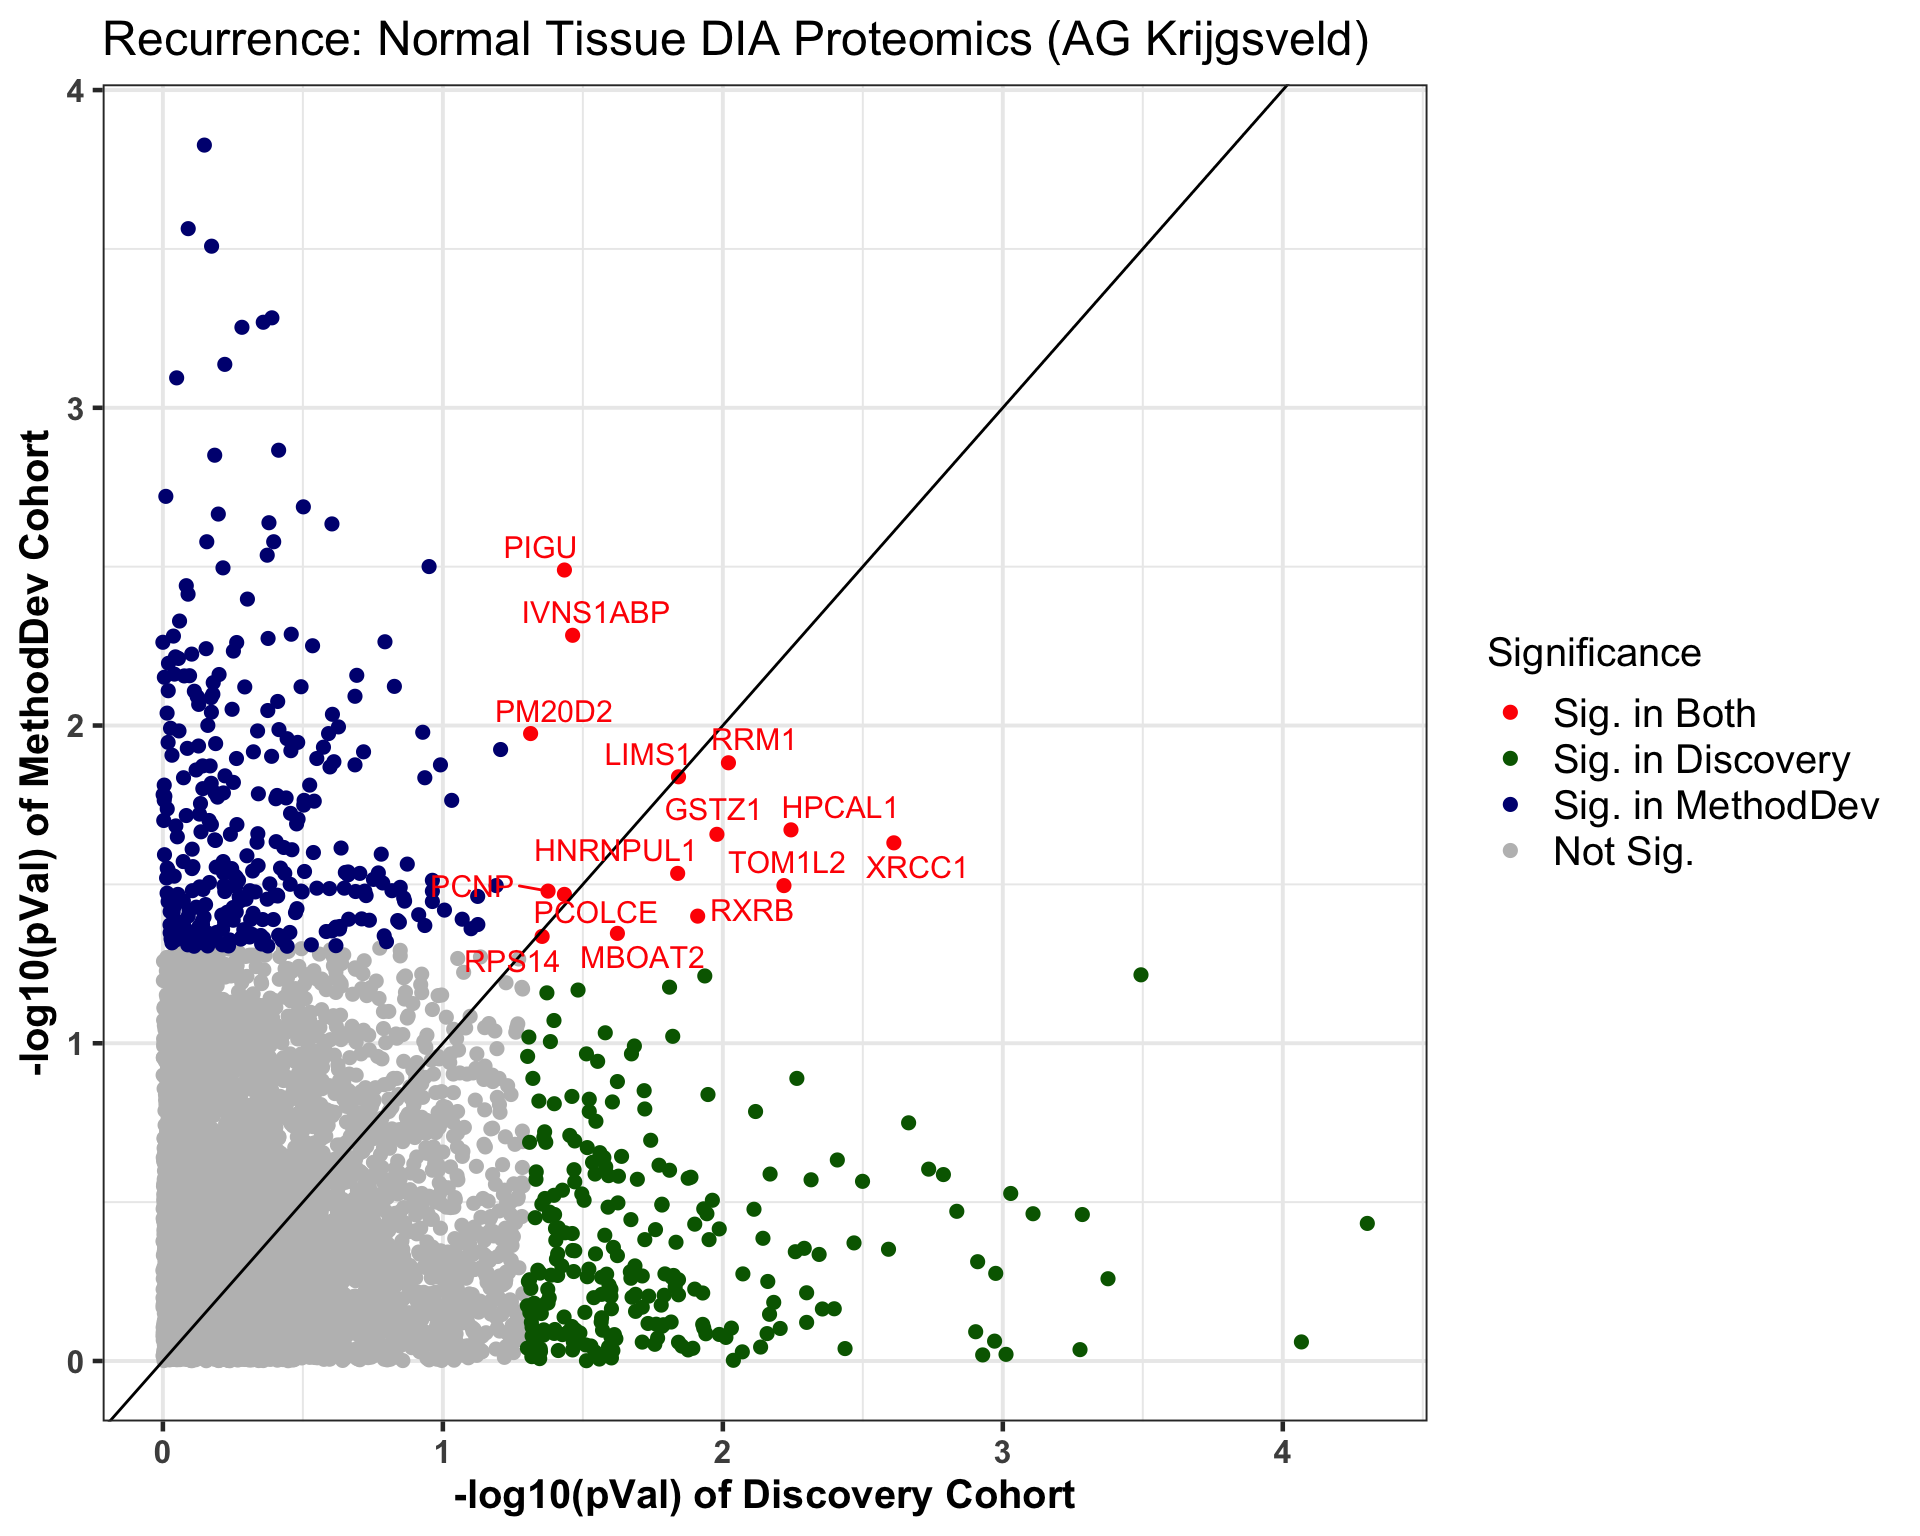 Recurrence: Normal Tissue DIA Proteomics (AG Krijgsveld)
-log10(pVal) of MethodDev Cohort
4
3
2
1
0
PIGU
IVNS1ABP
PM20D2
RRM1
LIMS1
GSTZ1
HPCAL1
HNRNPUL1
TOM1L2
XRCC1
PCNP
PCOLCE
RXRB
RPS14
MBOAT2
0
1
2
3
4
-log10(pVal) of Discovery Cohort
Significance
Sig. in Both
Sig. in Discovery
Sig. in MethodDev
Not Sig.